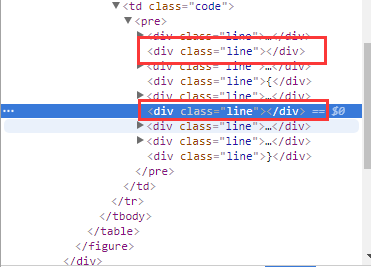 ▼<td class="code">
▼<pre>
▶<div class="line">…</div>
<div class="line"></div>
▶<div class="line">…</div>
<div class="line">{</div>
▶<div class="line">…</div>
… <div class="line"></div> == $0
▶<div class="line">…</div>
▶<div class="line">…</div>
<div class="line">}</div>
</pre>
</td>
</tr>
</tbody>
</table>
</figure>
</div>